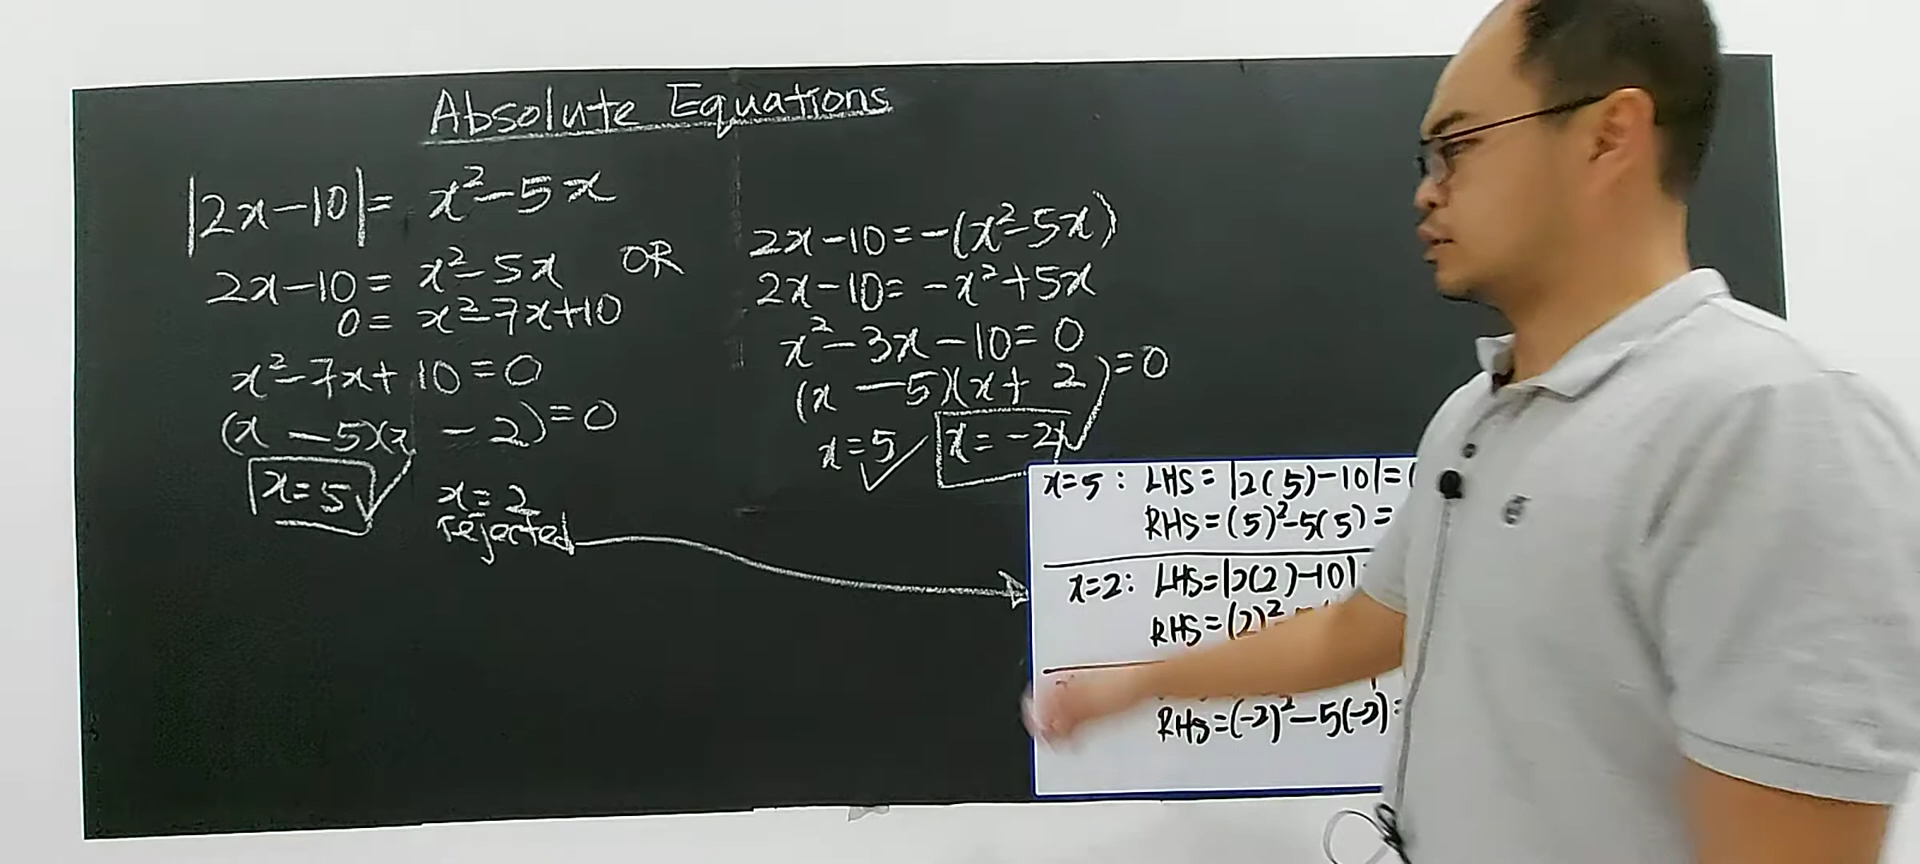 Absolute Equations
|2x-10|= x²-5x
2x-10= x²-5x OR
0= x²-7x+10
x²-7x+10=0
(x -5)(x -2)=0
x=5 x=2
rejected
2x-10=-(x²-5x)
2x-10=-x²+5x
x²-3x-10=0
(x -5)(x+ 2)=0
x=5 x=-2
x=5: LHS=|2(5)-10|=
RHS=(5)²-5(5)=
x=2: LHS=|2(2)-10|
RHS=(2)²-
RHS=(-2)²-5(-2)=